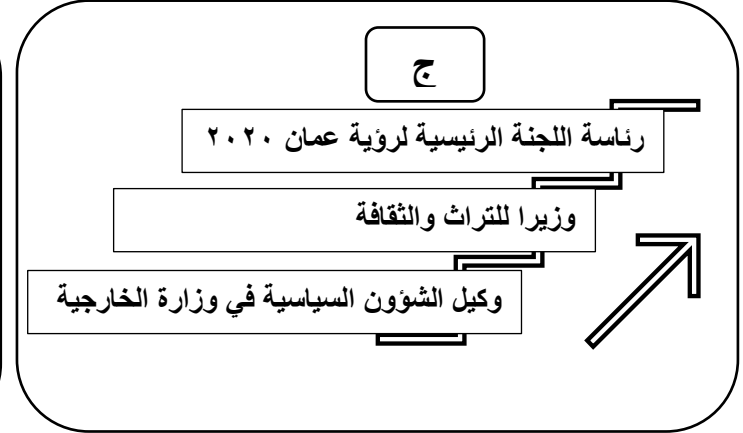 ج
رئاسة اللجنة الرئيسية لرؤية عمان ٢٠٢٠
وزيرا للتراث والثقافة
وكيل الشؤون السياسية في وزارة الخارجية